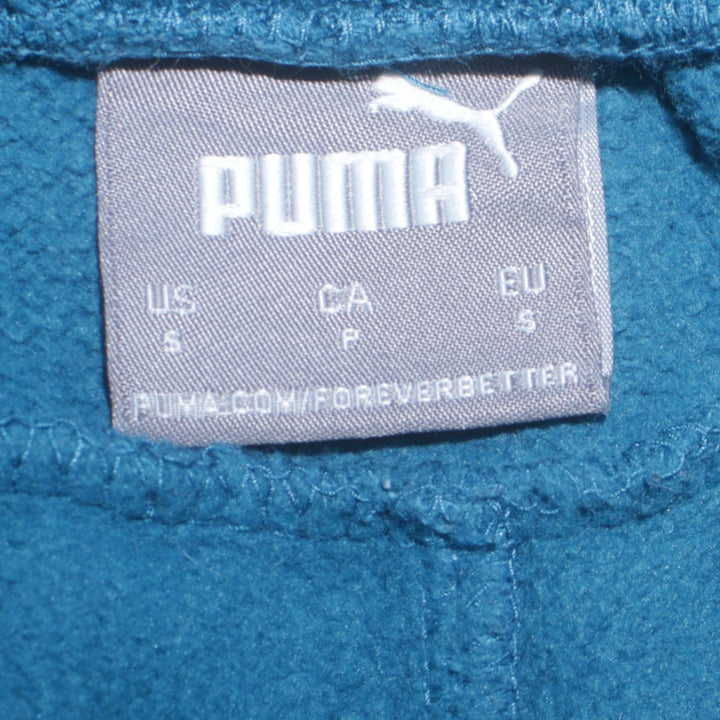 PUMA
US CA EU
S P S
PUMA.COM/FOREVERBETTER